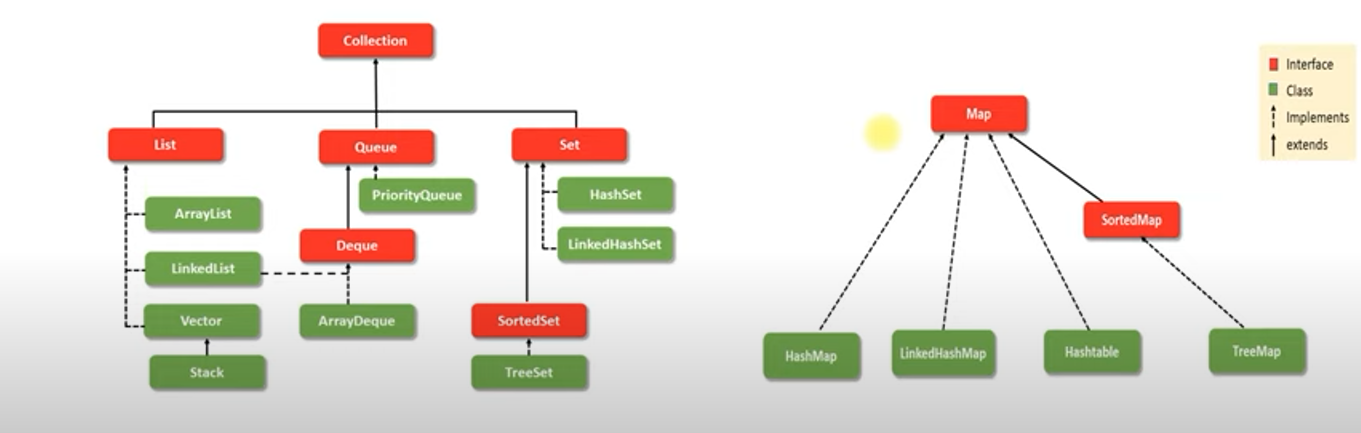 Collection
List
Queue
Set
PriorityQueue
HashSet
ArrayList
LinkedHashSet
Deque
LinkedList
Vector
ArrayDeque
SortedSet
Stack
TreeSet
Map
SortedMap
HashMap
LinkedHashMap
Hashtable
TreeMap
Interface
Class
Implements
extends